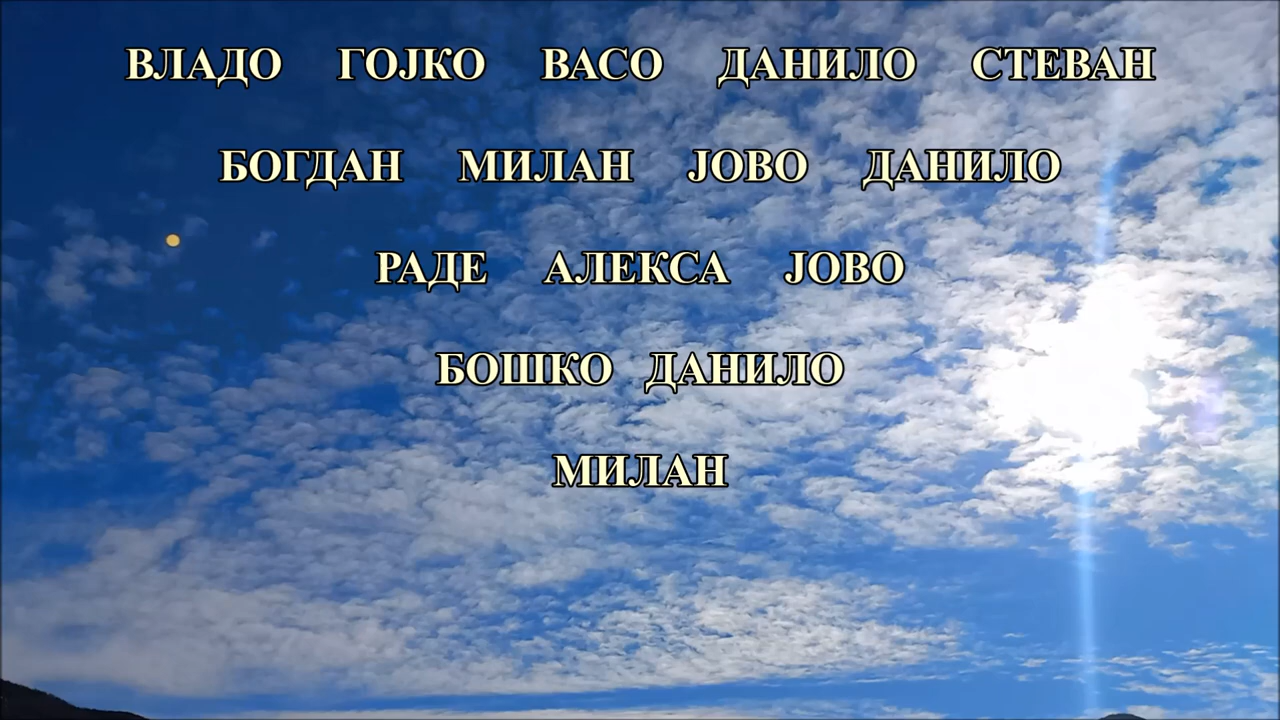 ВЛАДО ГОЈКО ВАСО ДАНИЛО СТЕВАН
БОГДАН МИЛАН ЈОВО ДАНИЛО
РАДЕ АЛЕКСА ЈОВО
БОШКО ДАНИЛО
МИЛАН